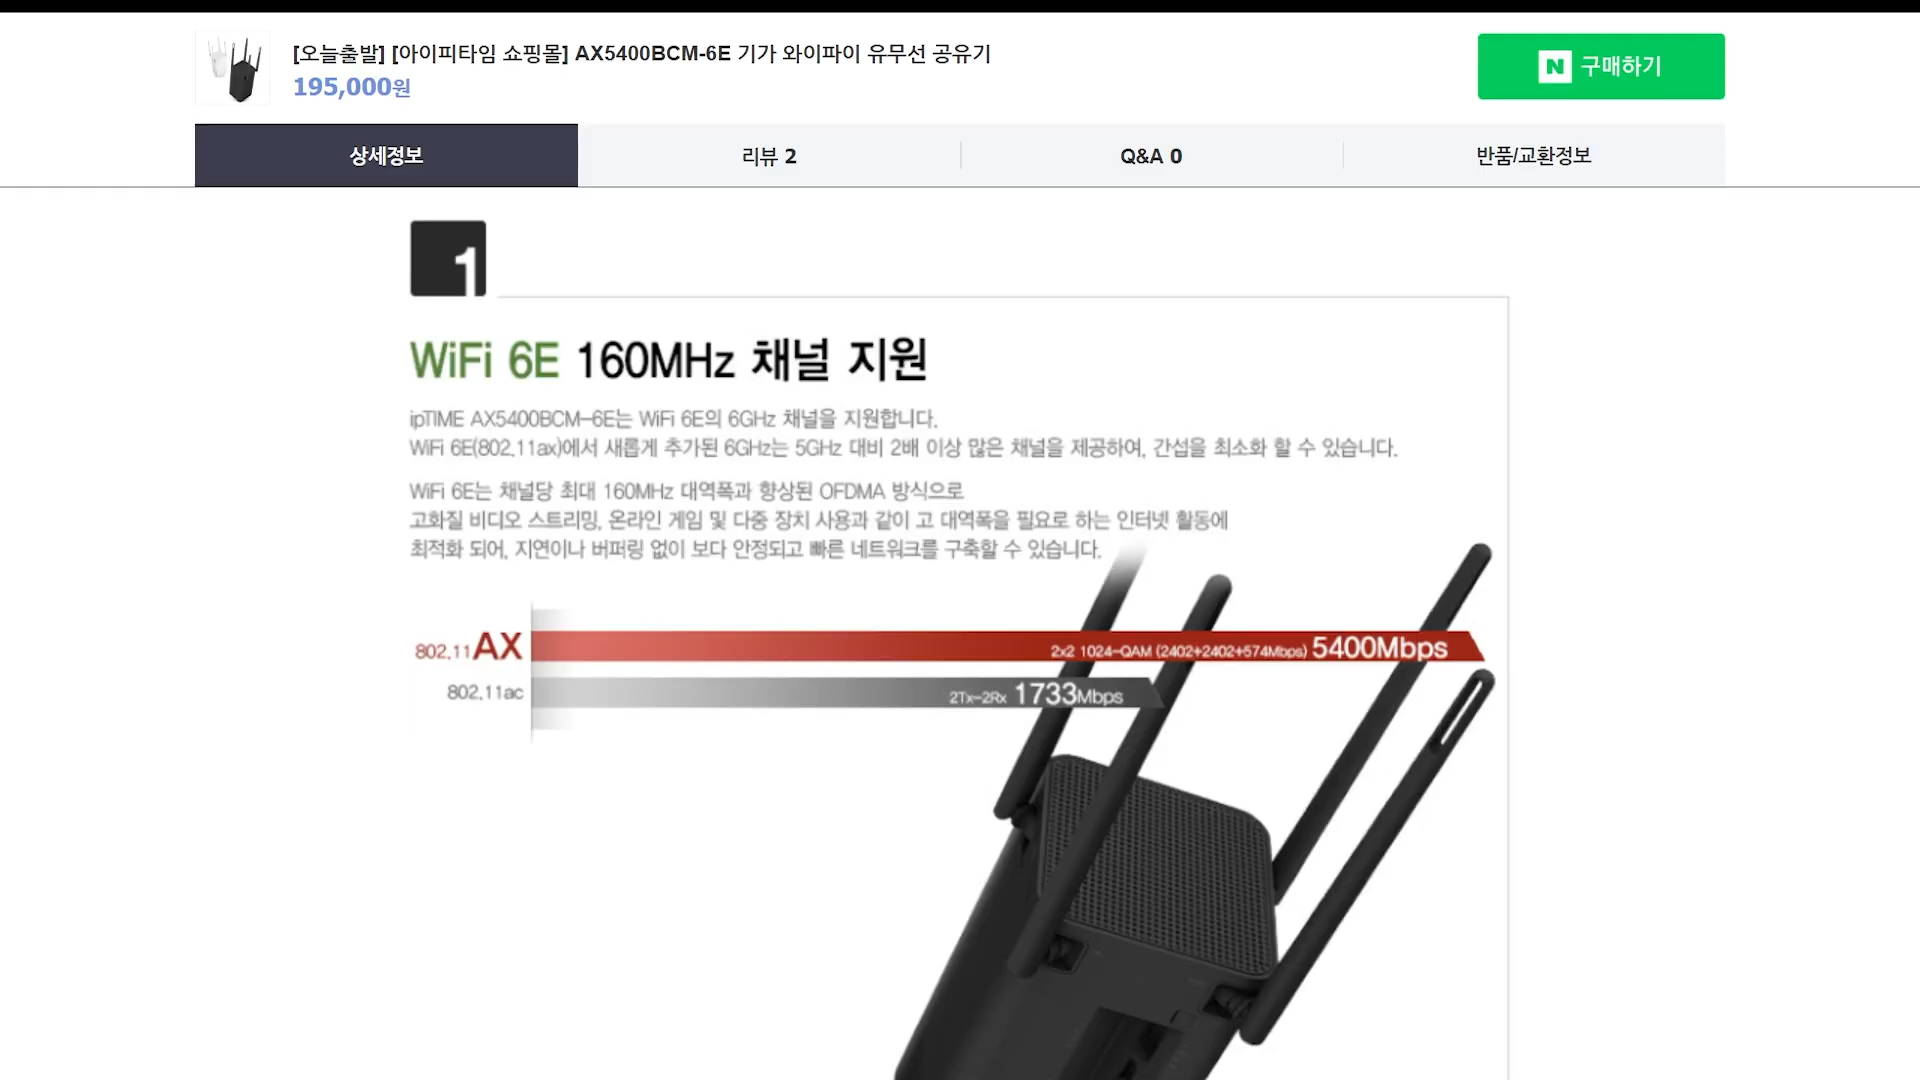 [오늘출발] [아이피타임 쇼핑몰] AX5400BCM-6E 기가 와이파이 유무선 공유기
195,000원
N 구매하기
상세정보
리뷰 2
Q&A 0
반품/교환정보
1
WiFi 6E 160MHz 채널 지원
ipTIME AX5400BCM-6E는 WiFi 6E의 6GHz 채널을 지원합니다.
WiFi 6E(802.11ax)에서 새롭게 추가된 6GHz는 5GHz 대비 2배 이상 많은 채널을 제공하여, 간섭을 최소화 할 수 있습니다.
WiFi 6E는 채널당 최대 160MHz 대역폭과 향상된 OFDMA 방식으로
고화질 비디오 스트리밍, 온라인 게임 및 다중 장치 사용과 같이 고 대역폭을 필요로 하는 인터넷 활동에
최적화 되어, 지연이나 버퍼링 없이 보다 안정되고 빠른 네트워크를 구축할 수 있습니다.
802.11AX 2x2 1024-QAM (2402+2402+574Mbps) 5400Mbps
802.11ac 2Tx-2Rx 1733Mbps